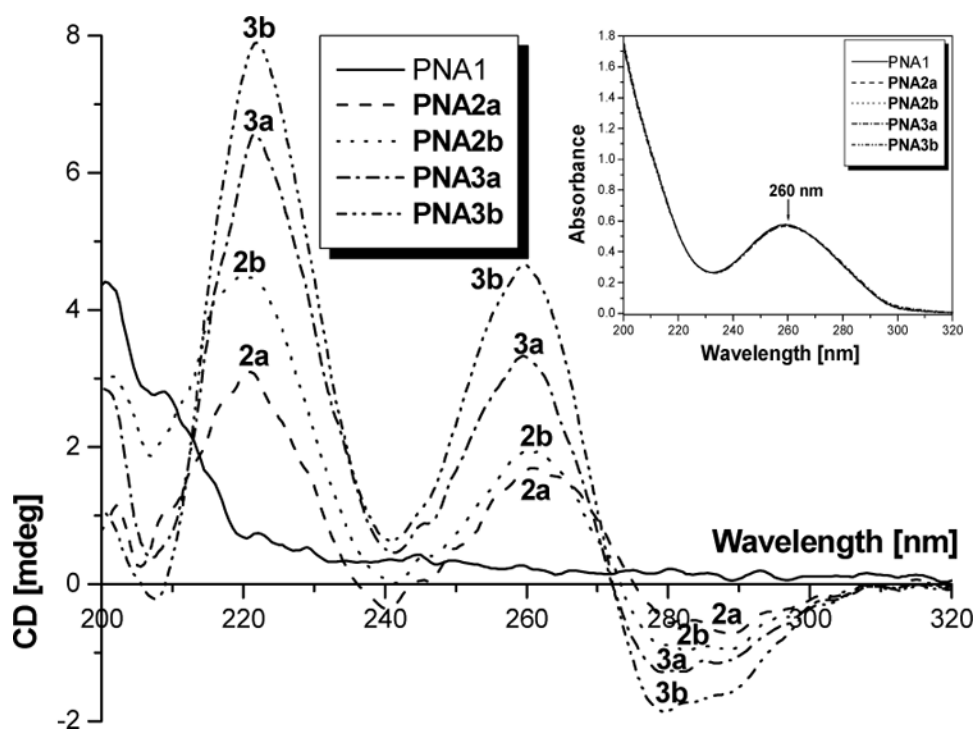 8
6
4
2
0
-2
CD [mdeg]
200
220
240
260
280
300
320
Wavelength [nm]
PNA1
PNA2a
PNA2b
PNA3a
PNA3b
3b
3a
2b
2a
3b
3a
2b
2a
2a
2b
3a
3b
1.8
1.6
1.4
1.2
1.0
0.8
0.6
0.4
0.2
0.0
Absorbance
200
220
240
260
280
300
320
Wavelength [nm]
260 nm
PNA1
PNA2a
PNA2b
PNA3a
PNA3b